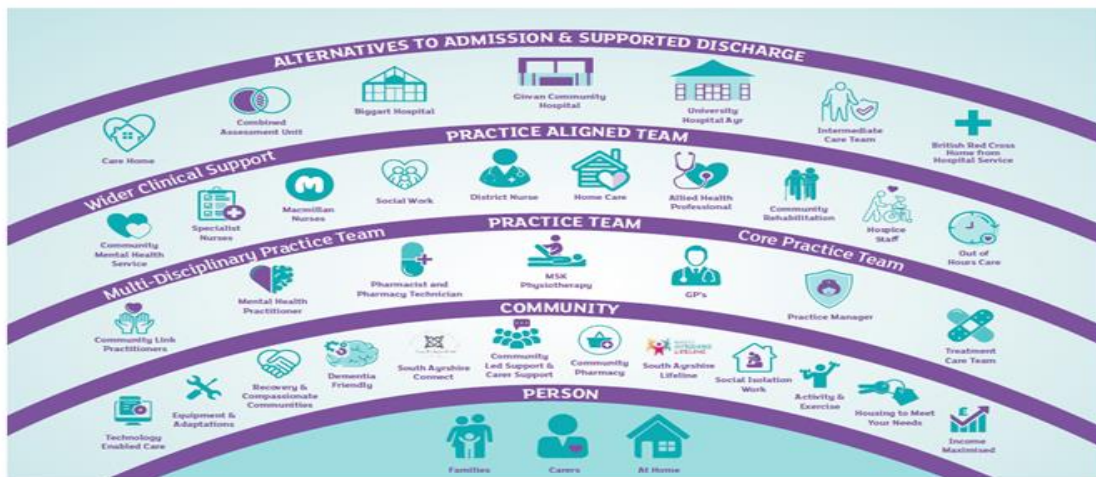 ALTERNATIVES TO ADMISSION & SUPPORTED DISCHARGE
Care Home
Combined
Assessment Unit
Biggart Hospital
Girvan Community
Hospital
University
Hospital Ayr
Intermediate
Care Team
British Red Cross
Home from
Hospital Service
Wider Clinical Support
PRACTICE ALIGNED TEAM
Community
Mental Health
Service
Specialist
Nurses
M
Macmillan
Nurses
Social Work
District Nurse
Home Care
Allied Health
Professional
Community
Rehabilitation
Hospice
Staff
Out of
Hours Care
Multi-Disciplinary Practice Team
PRACTICE TEAM
Core Practice Team
Community Link
Practitioners
Mental Health
Practitioner
Pharmacist and
Pharmacy Technician
MSK
Physiotherapy
GP's
Practice Manager
Treatment
Care Team
COMMUNITY
Technology
Enabled Care
Equipment &
Adaptations
Recovery &
Compassionate
Communities
Dementia
Friendly
South Ayrshire
Connect
Community
Led Support &
Carer Support
Community
Pharmacy
LIFELINE
South Ayrshire
Lifeline
Social Isolation
Work
Activity &
Exercise
Housing to Meet
Your Needs
£
Income
Maximised
PERSON
Families
Carers
At Home